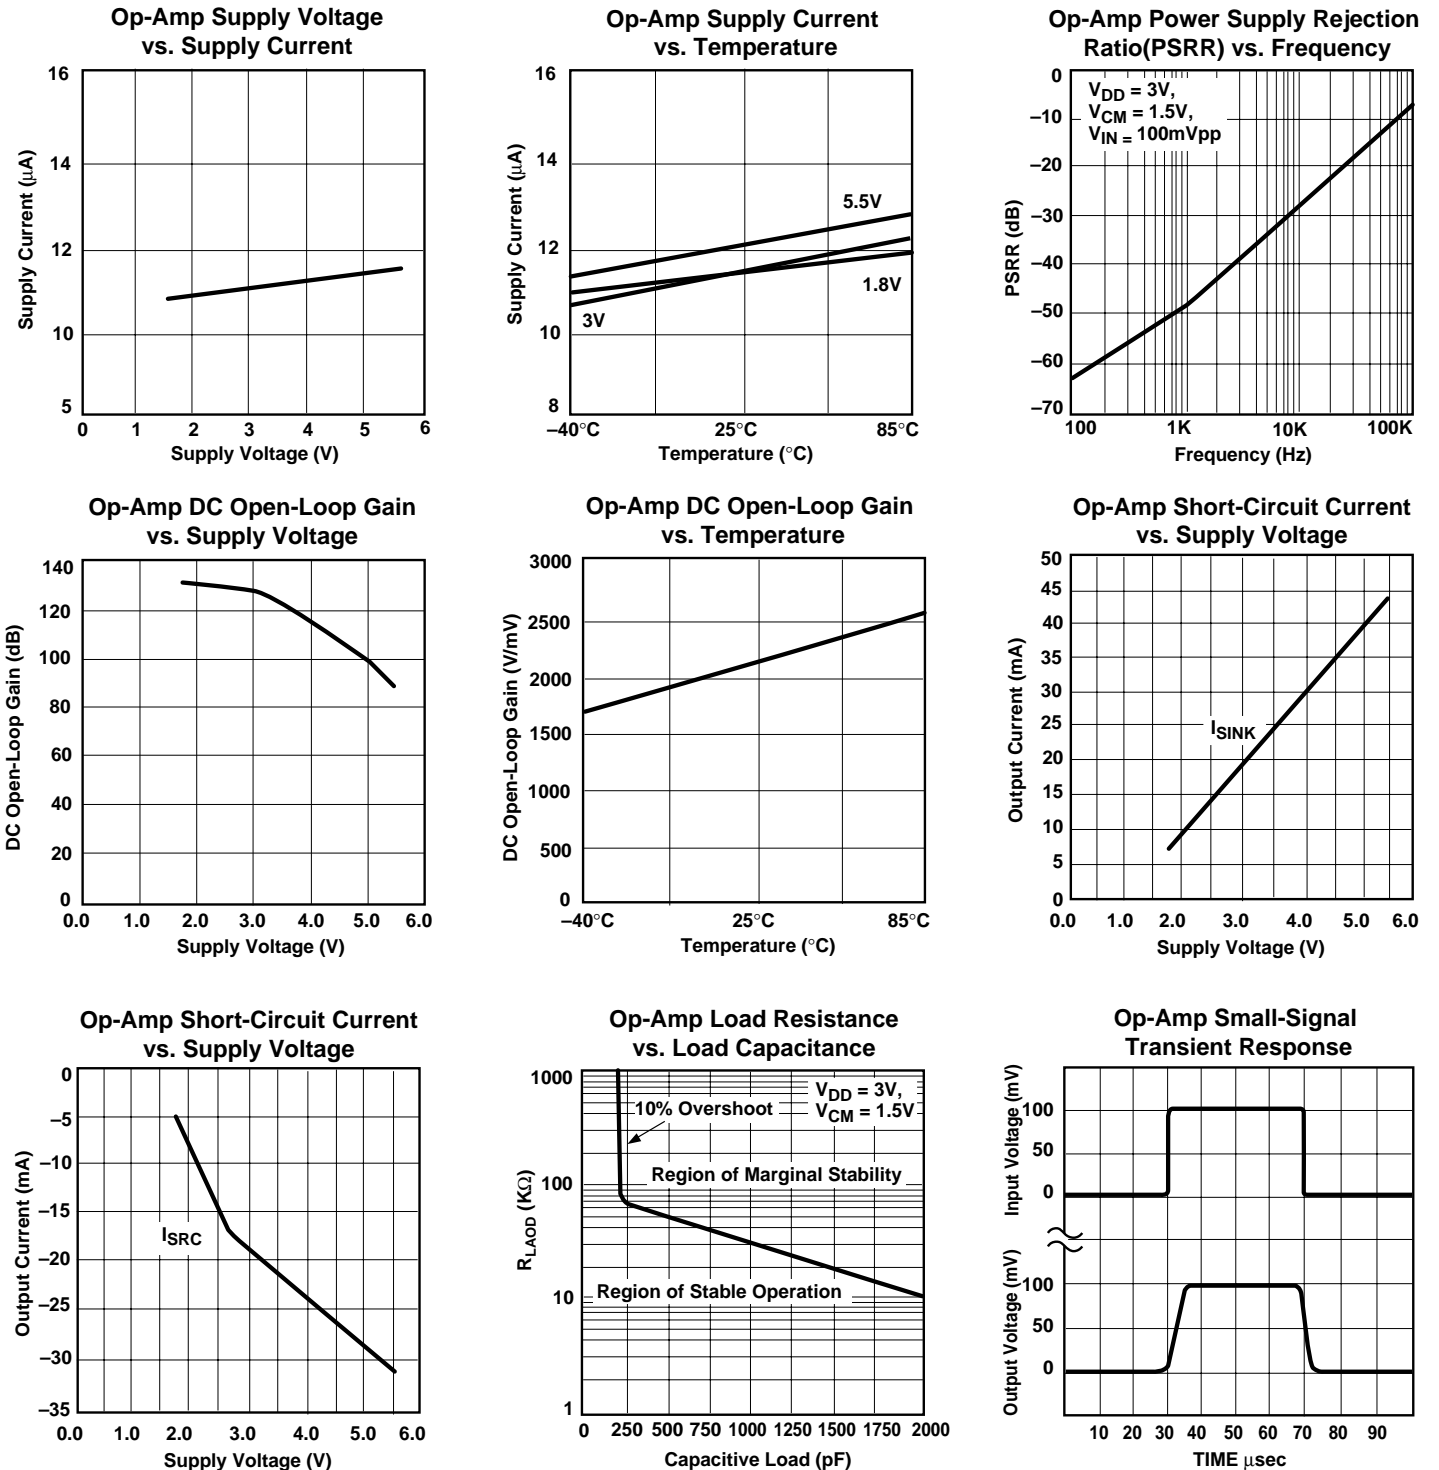 Op-Amp Supply Voltage
vs. Supply Current
16
14
12
10
5
Supply Current (µA)
0 1 2 3 4 5 6
Supply Voltage (V)
Op-Amp Supply Current
vs. Temperature
16
14
12
10
8
Supply Current (µA)
5.5V
1.8V
3V
–40°C 25°C 85°C
Temperature (°C)
Op-Amp Power Supply Rejection
Ratio(PSRR) vs. Frequency
0
–10
–20
–30
–40
–50
–60
–70
PSRR (dB)
VDD = 3V,
VCM = 1.5V,
VIN = 100mVpp
100 1K 10K 100K
Frequency (Hz)
Op-Amp DC Open-Loop Gain
vs. Supply Voltage
140
120
100
80
60
40
20
0
DC Open-Loop Gain (dB)
0.0 1.0 2.0 3.0 4.0 5.0 6.0
Supply Voltage (V)
Op-Amp DC Open-Loop Gain
vs. Temperature
3000
2500
2000
1500
1000
500
0
DC Open-Loop Gain (V/mV)
–40°C 25°C 85°C
Temperature (°C)
Op-Amp Short-Circuit Current
vs. Supply Voltage
50
45
40
35
30
25
20
15
10
5
0
Output Current (mA)
ISINK
0.0 1.0 2.0 3.0 4.0 5.0 6.0
Supply Voltage (V)
Op-Amp Short-Circuit Current
vs. Supply Voltage
0
–5
–10
–15
–20
–25
–30
–35
Output Current (mA)
ISRC
0.0 1.0 2.0 3.0 4.0 5.0 6.0
Supply Voltage (V)
Op-Amp Load Resistance
vs. Load Capacitance
1000
100
10
1
RLAOD (KΩ)
VDD = 3V,
VCM = 1.5V
10% Overshoot
Region of Marginal Stability
Region of Stable Operation
0 250 500 750 1000 1250 1500 1750 2000
Capacitive Load (pF)
Op-Amp Small-Signal
Transient Response
Input Voltage (mV)
100
50
0
Output Voltage (mV)
100
50
0
10 20 30 40 50 60 70 80 90
TIME µsec